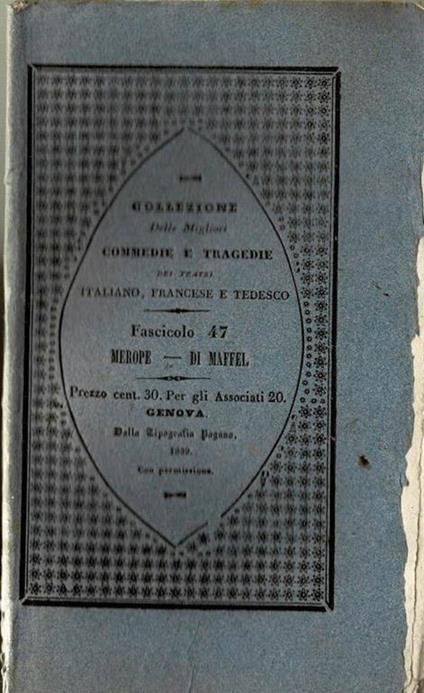 COLLEZIONE
Delle Migliori
COMMEDIE E TRAGEDIE
DEI TEATRI
ITALIANO, FRANCESE E TEDESCO
Fascicolo 47
MEROPE — DI MAFFEI.
Prezzo cent. 30. Per gli Associati 20.
GENOVA.
Dalla Tipografia Pagano,
1839.
Con permissione.